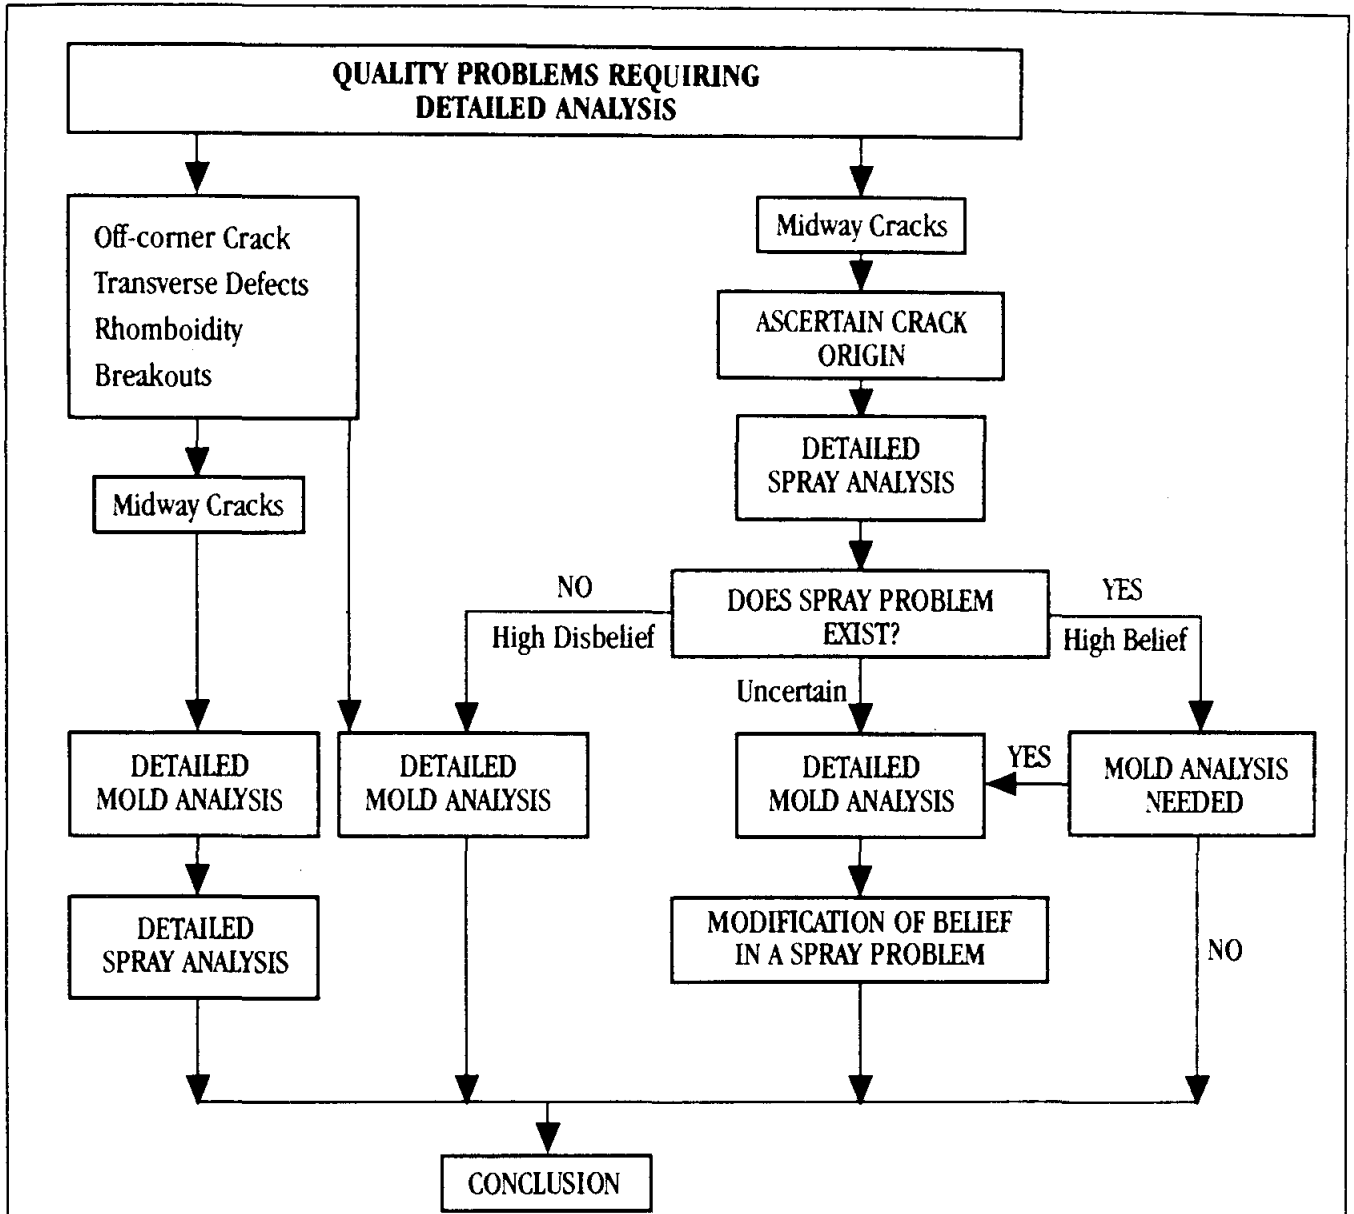 QUALITY PROBLEMS REQUIRING
DETAILED ANALYSIS
Off-corner Crack
Transverse Defects
Rhomboidity
Breakouts
Midway Cracks
Midway Cracks
ASCERTAIN CRACK
ORIGIN
DETAILED
SPRAY ANALYSIS
DOES SPRAY PROBLEM
EXIST?
NO
High Disbelief
YES
High Belief
Uncertain
DETAILED
MOLD ANALYSIS
DETAILED
MOLD ANALYSIS
DETAILED
MOLD ANALYSIS
YES
MOLD ANALYSIS
NEEDED
DETAILED
SPRAY ANALYSIS
MODIFICATION OF BELIEF
IN A SPRAY PROBLEM
NO
CONCLUSION